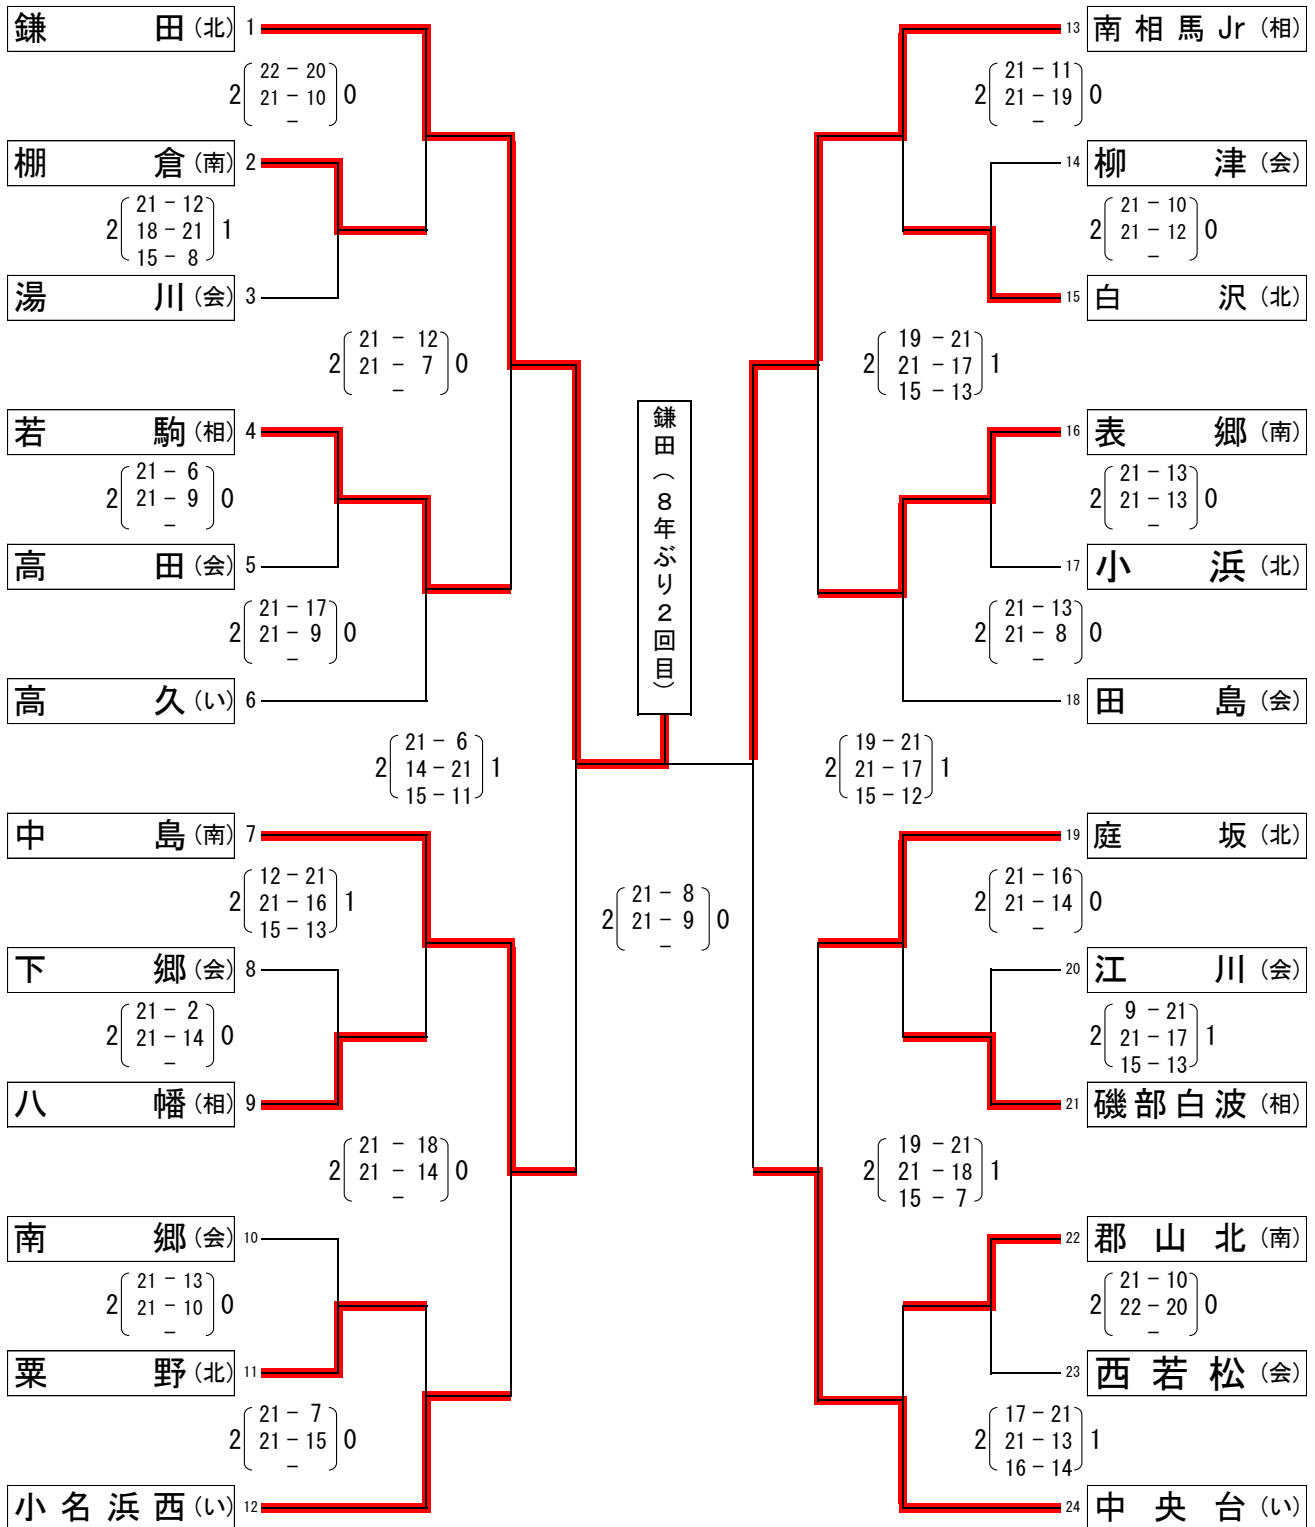 鎌田(北) 1
2 22 － 20 0
21 － 10
－
棚倉(南) 2
2 21 － 12 1
18 － 21
15 － 8
湯川(会) 3
2 21 － 12 0
21 － 7
－
若駒(相) 4
2 21 － 6 0
21 － 9
－
高田(会) 5
2 21 － 17 0
21 － 9
－
高久(い) 6
2 21 － 6 1
14 － 21
15 － 11
中島(南) 7
2 12 － 21 1
21 － 16
15 － 13
下郷(会) 8
2 21 － 2 0
21 － 14
－
八幡(相) 9
2 21 － 18 0
21 － 14
－
南郷(会) 10
2 21 － 13 0
21 － 10
－
粟野(北) 11
2 21 － 7 0
21 － 15
－
小名浜西(い) 12
鎌田（８年ぶり２回目）
2 21 － 8 0
21 － 9
－
13 南相馬Jr(相)
2 21 － 11 0
21 － 19
－
14 柳津(会)
2 21 － 10 0
21 － 12
－
15 白沢(北)
2 19 － 21 1
21 － 17
15 － 13
16 表郷(南)
2 21 － 13 0
21 － 13
－
17 小浜(北)
2 21 － 13 0
21 － 8
－
18 田島(会)
2 19 － 21 1
21 － 17
15 － 12
19 庭坂(北)
2 21 － 16 0
21 － 14
－
20 江川(会)
2 9 － 21 1
21 － 17
15 － 13
21 磯部白波(相)
2 19 － 21 1
21 － 18
15 － 7
22 郡山北(南)
2 21 － 10 0
22 － 20
－
23 西若松(会)
2 17 － 21 1
21 － 13
16 － 14
24 中央台(い)